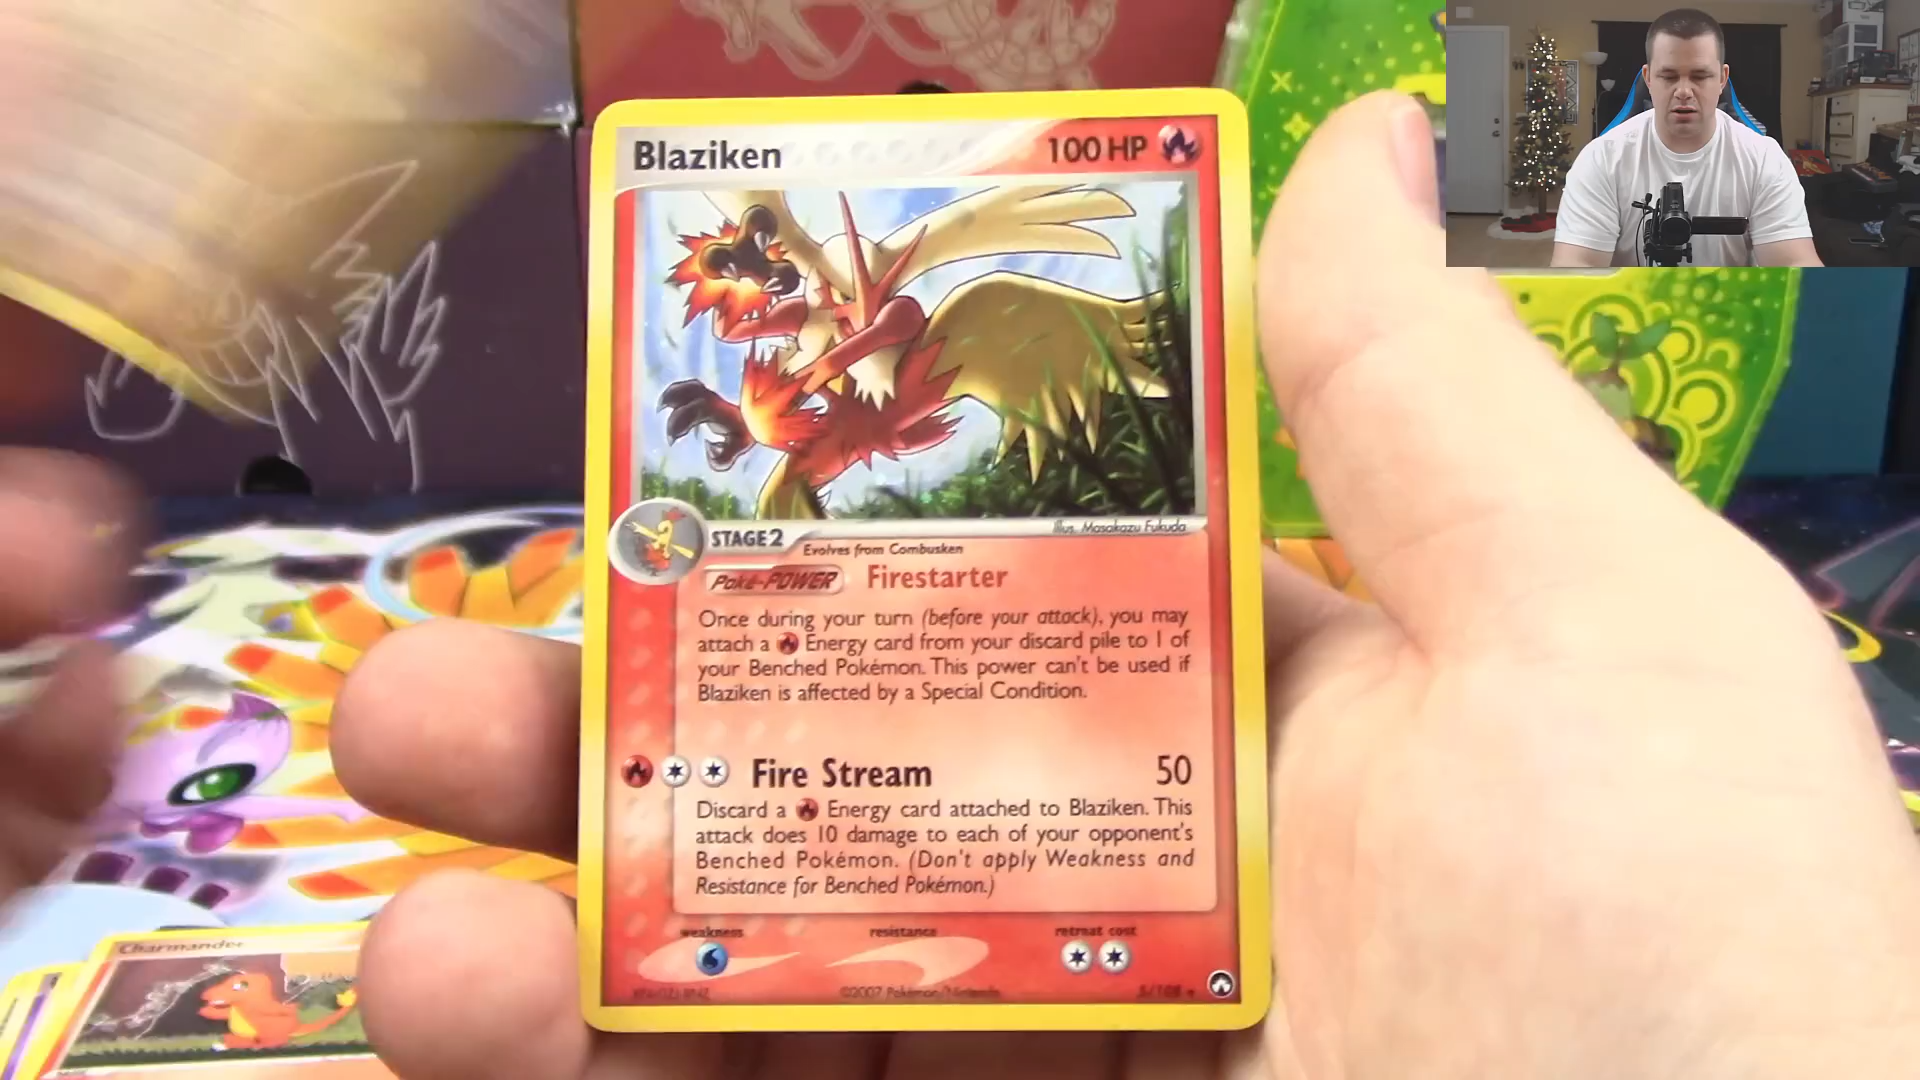 Blaziken 100 HP
Illus. Masakazu Fukuda
STAGE 2
Evolves from Combusken
Poké-POWER Firestarter
Once during your turn (before your attack), you may
attach a Energy card from your discard pile to 1 of
your Benched Pokémon. This power can't be used if
Blaziken is affected by a Special Condition.
Fire Stream 50
Discard a Energy card attached to Blaziken. This
attack does 10 damage to each of your opponent's
Benched Pokémon. (Don't apply Weakness and
Resistance for Benched Pokémon.)
weakness resistance retreat cost
©2007 Pokémon/Nintendo 5/108
Charmander